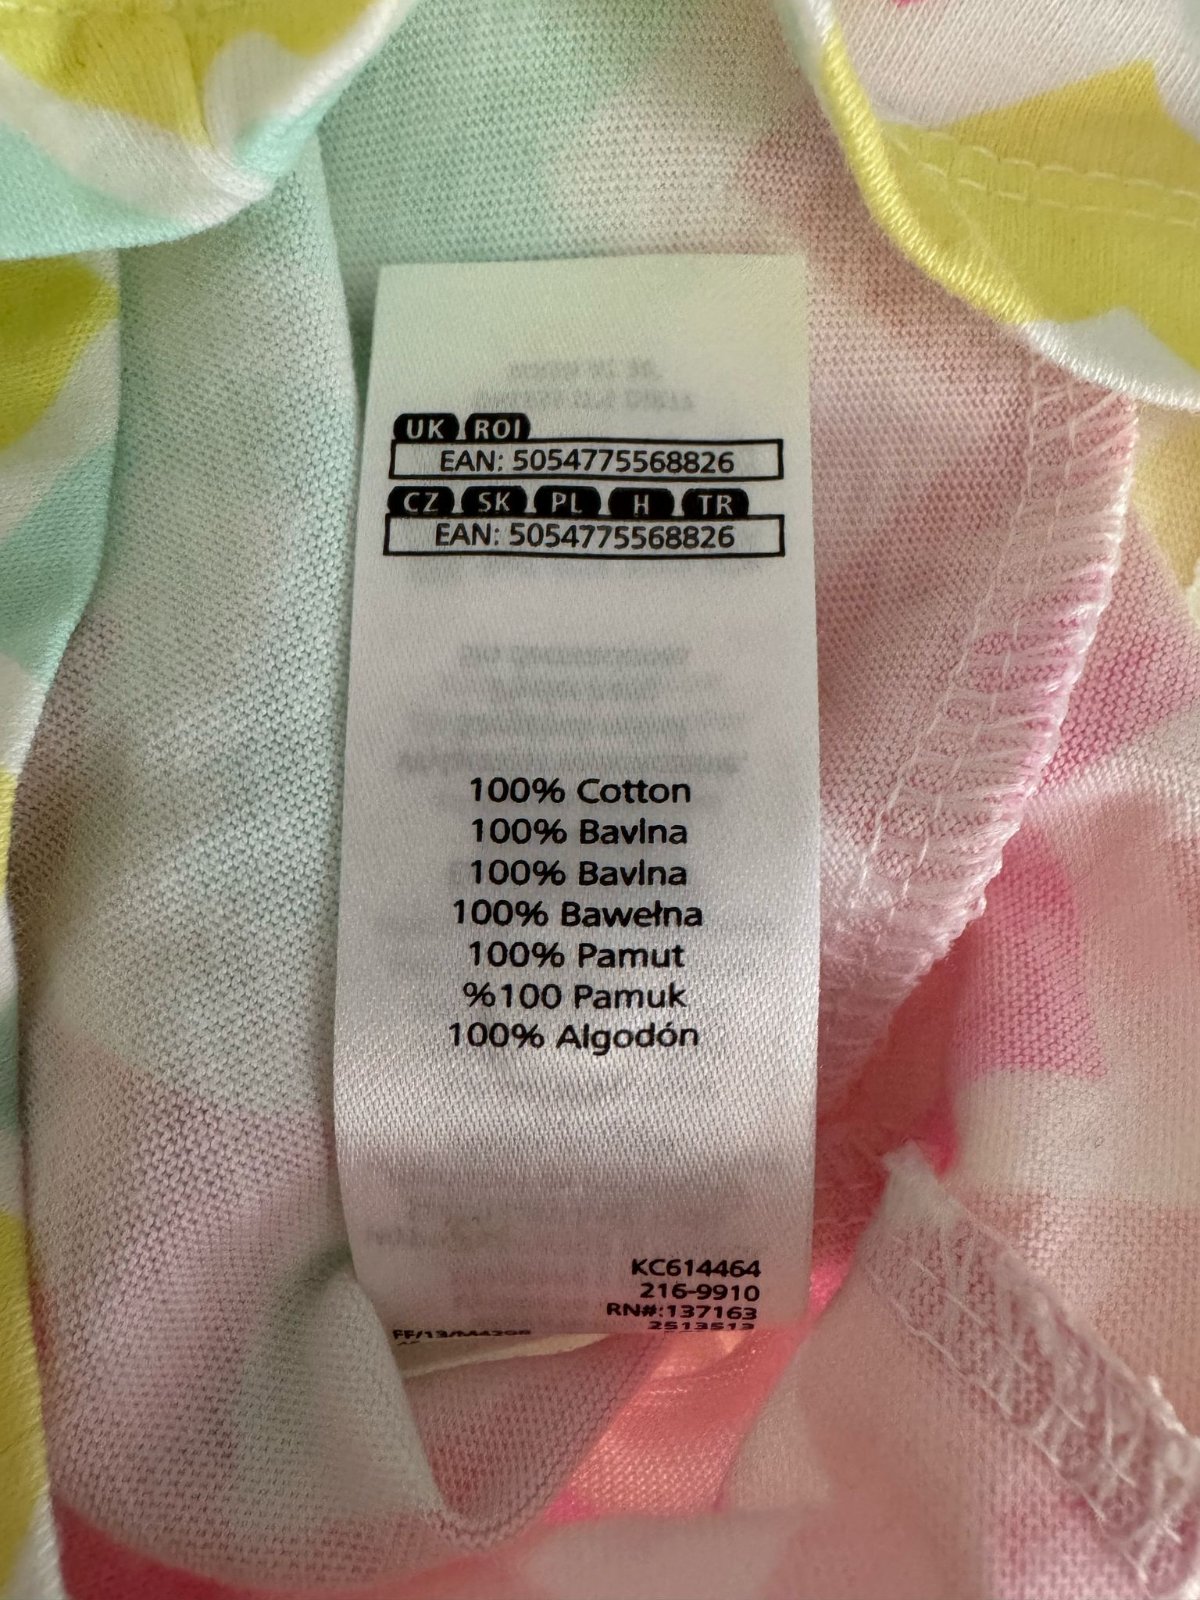 UK ROI
EAN: 5054775568826
CZ SK PL H TR
EAN: 5054775568826
100% Cotton
100% Bavlna
100% Bavlna
100% Bawełna
100% Pamut
%100 Pamuk
100% Algodón
KC614464
216-9910
RN#:137163
2513513